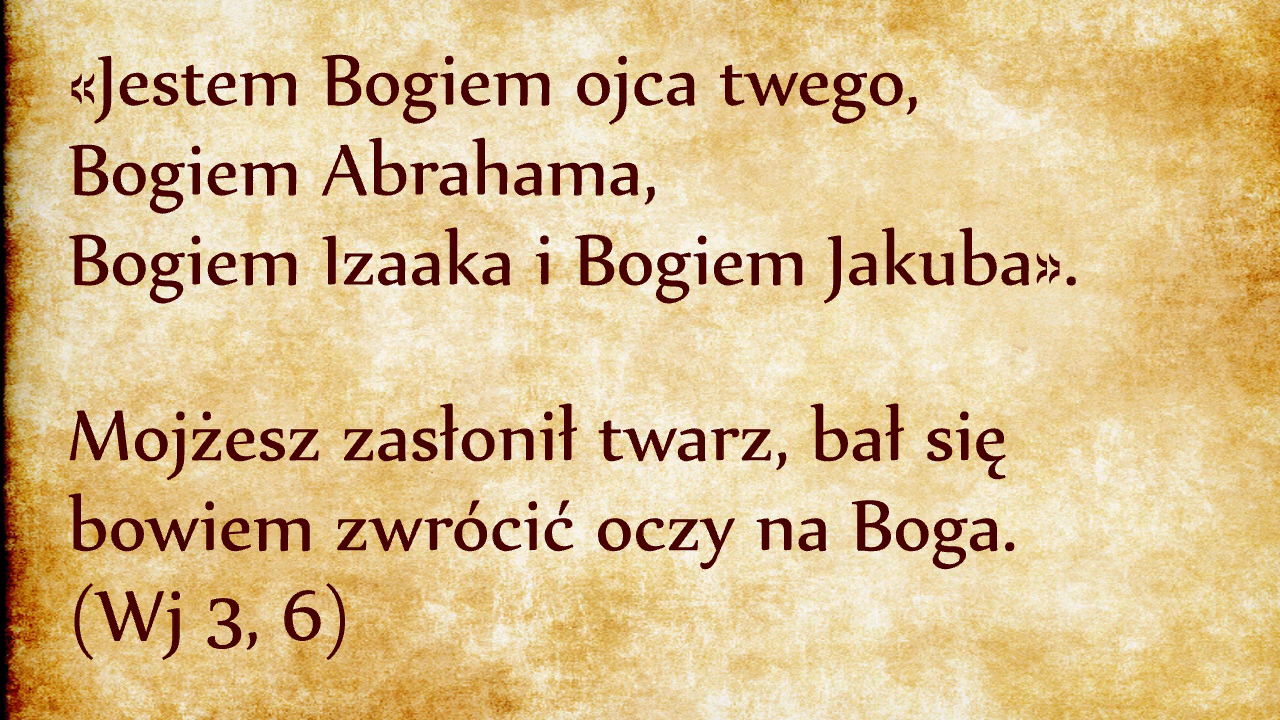 «Jestem Bogiem ojca twego,
Bogiem Abrahama,
Bogiem Izaaka i Bogiem Jakuba».
Mojżesz zasłonił twarz, bał się
bowiem zwrócić oczy na Boga.
(Wj 3, 6)